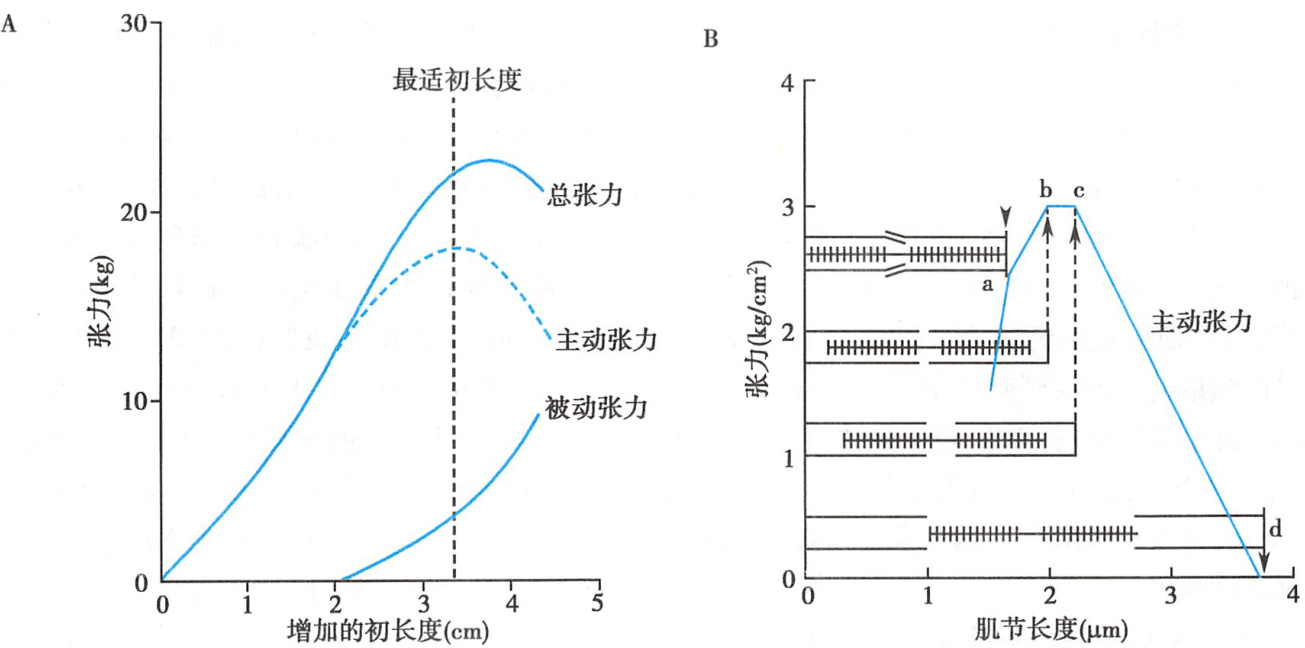 A
30
20
10
0
张力(kg)
最适初长度
总张力
主动张力
被动张力
0 1 2 3 4 5
增加的初长度(cm)
B
4
3
2
1
0
张力(kg/cm²)
a
b c
主动张力
d
0 1 2 3 4
肌节长度(μm)